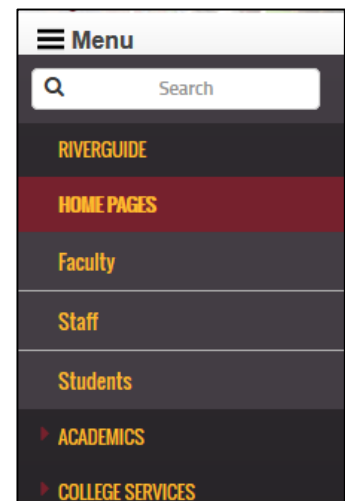 Menu
Search
RIVERGUIDE
HOME PAGES
Faculty
Staff
Students
ACADEMICS
COLLEGE SERVICES